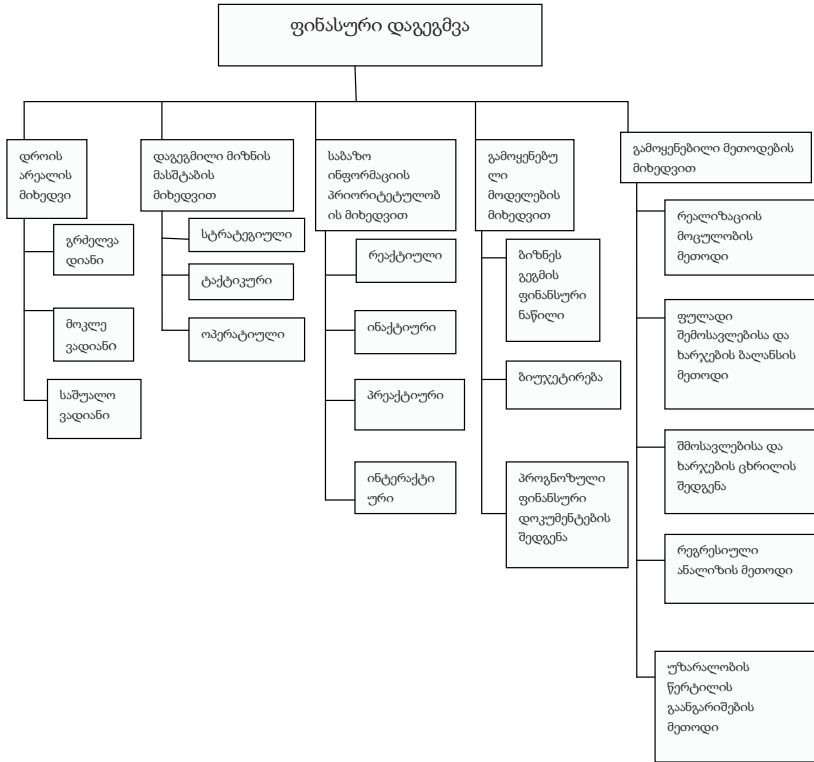 ფინასური დაგეგმვა
დროის
არეალის
მიხედვი
გრძელვა
დიანი
მოკლე
ვადიანი
საშუალო
ვადიანი
დაგეგმილი მიზნის
მასშტაბის
მიხედვით
სტრატეგიული
ტაქტიკური
ოპერატიული
საბაზო
ინფორმაციის
პრიორიტეტულობ
ის მიხედვით
რეაქტიული
ინაქტიური
პრეაქტიური
ინტერაქტი
ური
გამოყენებუ
ლი
მოდელების
მიხედვით
ბიზნეს
გეგმის
ფინანსური
ნაწილი
ბიუჯეტირება
პროგნოზული
ფინანსური
დოკუმენტების
შედგენა
გამოყენებილი მეთოდების
მიხედვით
რეალიზაციის
მოცულობის
მეთოდი
ფულადი
შემოსავლებისა და
ხარჯების ბალანსის
მეთოდი
შმოსავლებისა და
ხარჯების ცხრილის
შედგენა
რეგრესიული
ანალიზის მეთოდი
უზარალობის
წერტილის
გაანგარიშების
მეთოდი